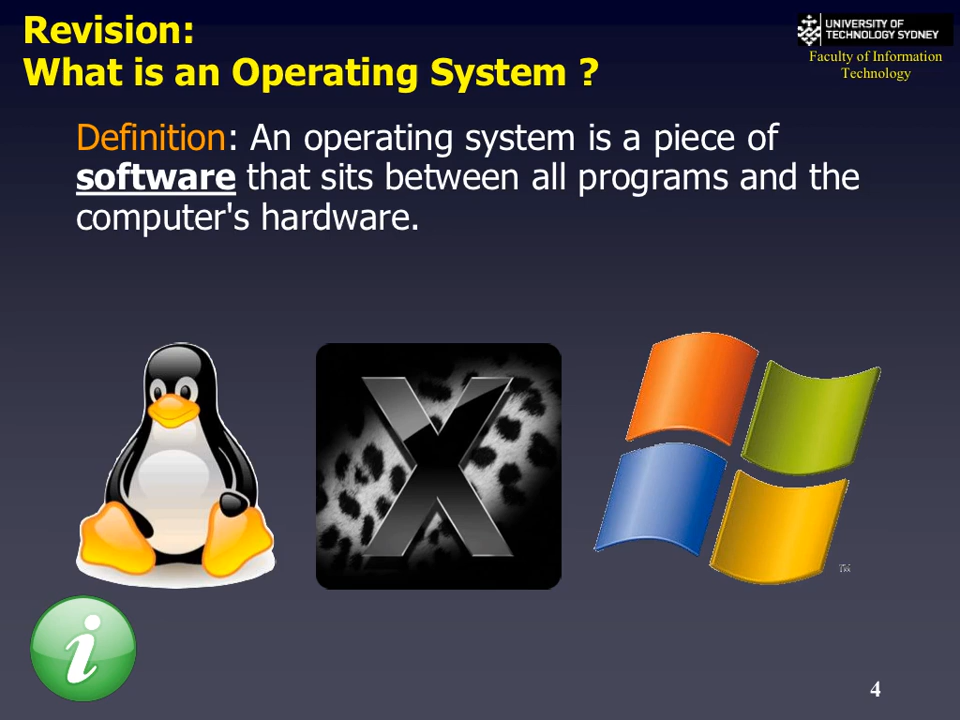 Revision:
What is an Operating System ?
UNIVERSITY OF
TECHNOLOGY SYDNEY
Faculty of Information
Technology
Definition: An operating system is a piece of
software that sits between all programs and the
computer's hardware.
X
TM
i
4